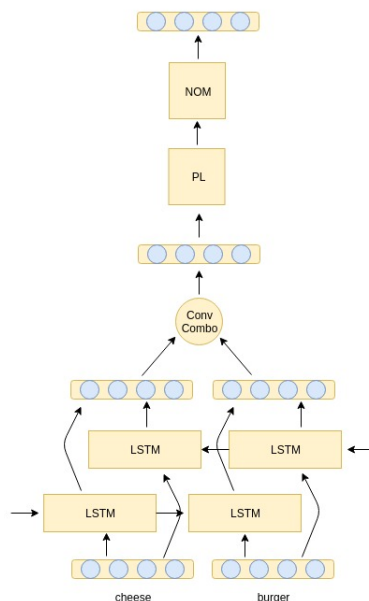 NOM
PL
Conv
Combo
LSTM
LSTM
LSTM
LSTM
cheese
burger